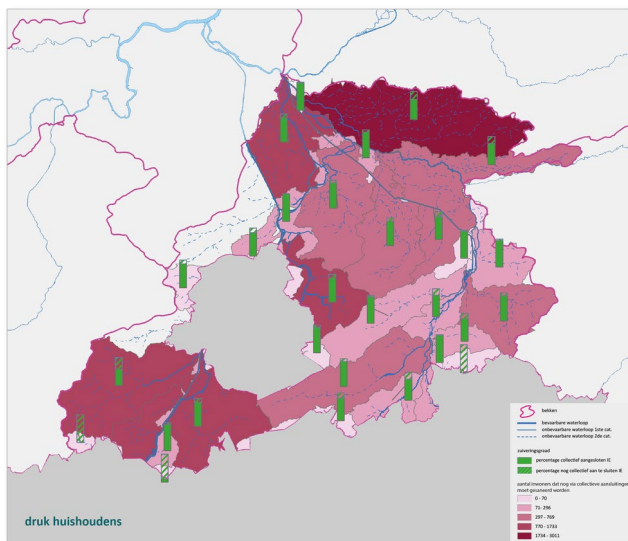 bekken
bevaarbare waterloop
onbevaarbare waterloop 1ste cat.
onbevaarbare waterloop 2de cat.
zuiveringsgraad
percentage collectief aangesloten IE
percentage nog collectief aan te sluiten IE
aantal inwoners dat nog via collectieve aansluitingen
moet gesaneerd worden
0 - 70
71- 296
297 - 769
770 - 1733
1734 - 3011
druk huishoudens